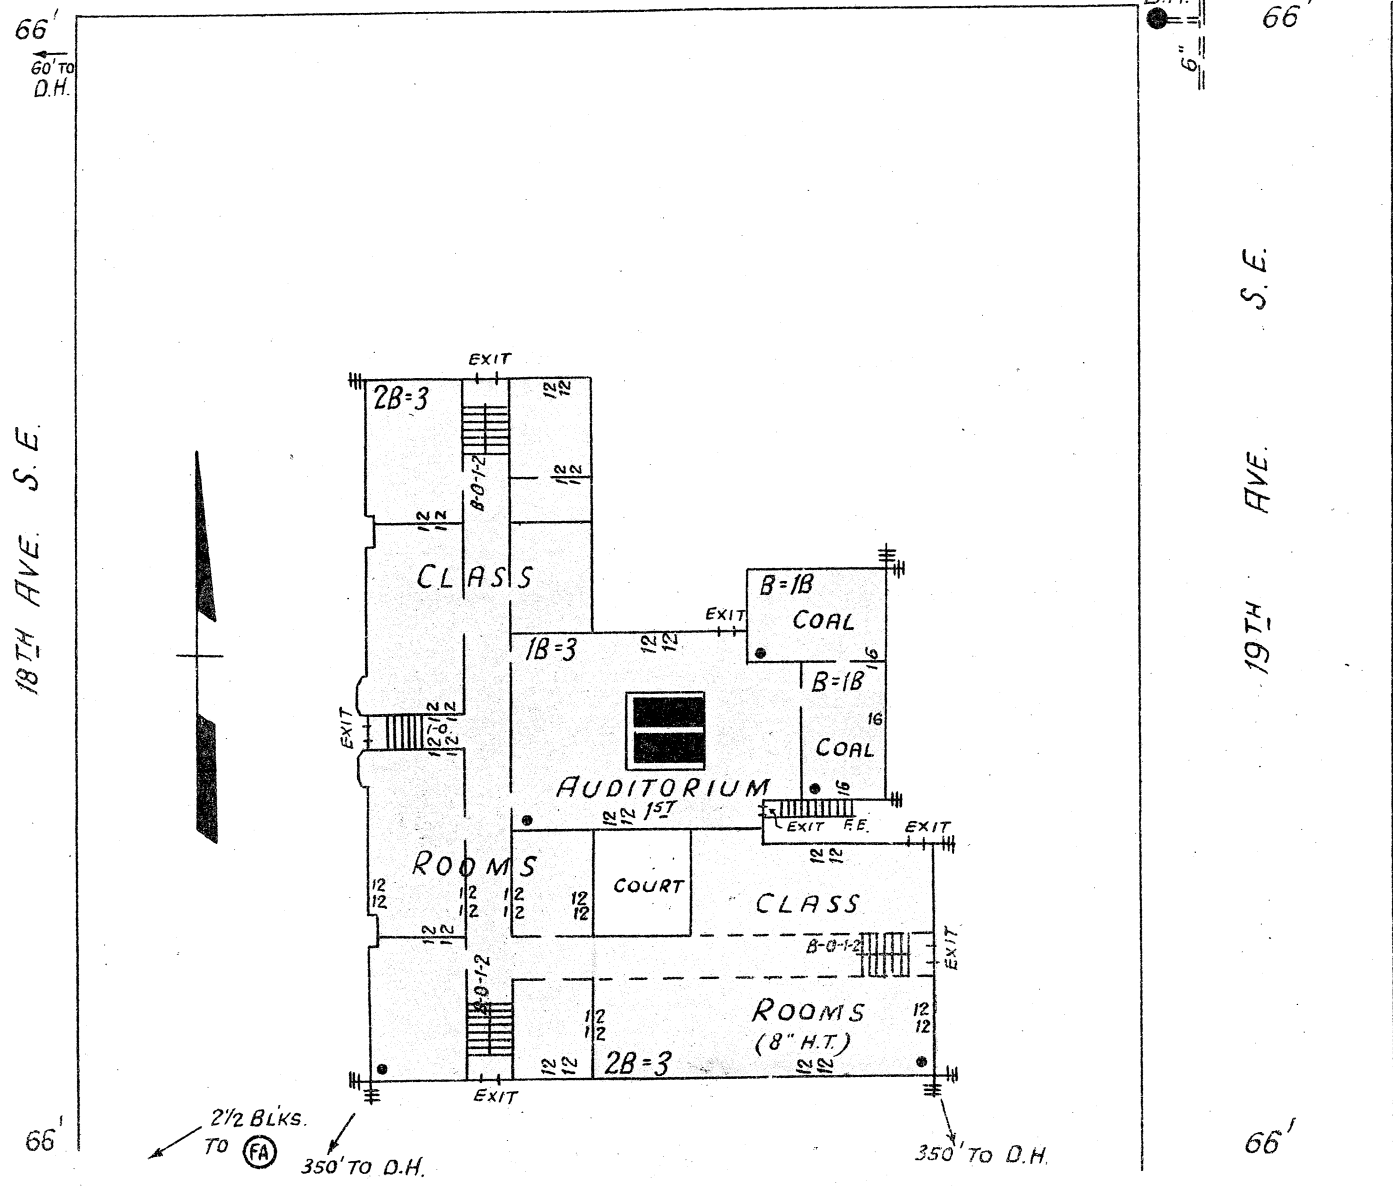 66'
60' TO
D.H.
D.H.
6"
66'
18TH AVE. S.E.
19TH AVE. S.E.
EXIT
2B=3
12
12
12
12
B-0-1-2
12
12
CLASS
B=1B
COAL
EXIT
1B=3
12
12
16
B=1B
16
COAL
16
EXIT
12
12
12
12
AUDITORIUM
1ST
12
12
EXIT F.E.
EXIT
12
12
ROOMS
12
12
12
12
12
12
12
12
COURT
CLASS
12
12
B-0-1-2
EXIT
B-0-1-2
12
12
ROOMS
(8" H.T.)
12
12
12
12
2B=3
12
12
EXIT
66'
2 1/2 BLKS.
TO FA
350' TO D.H.
350' TO D.H.
66'